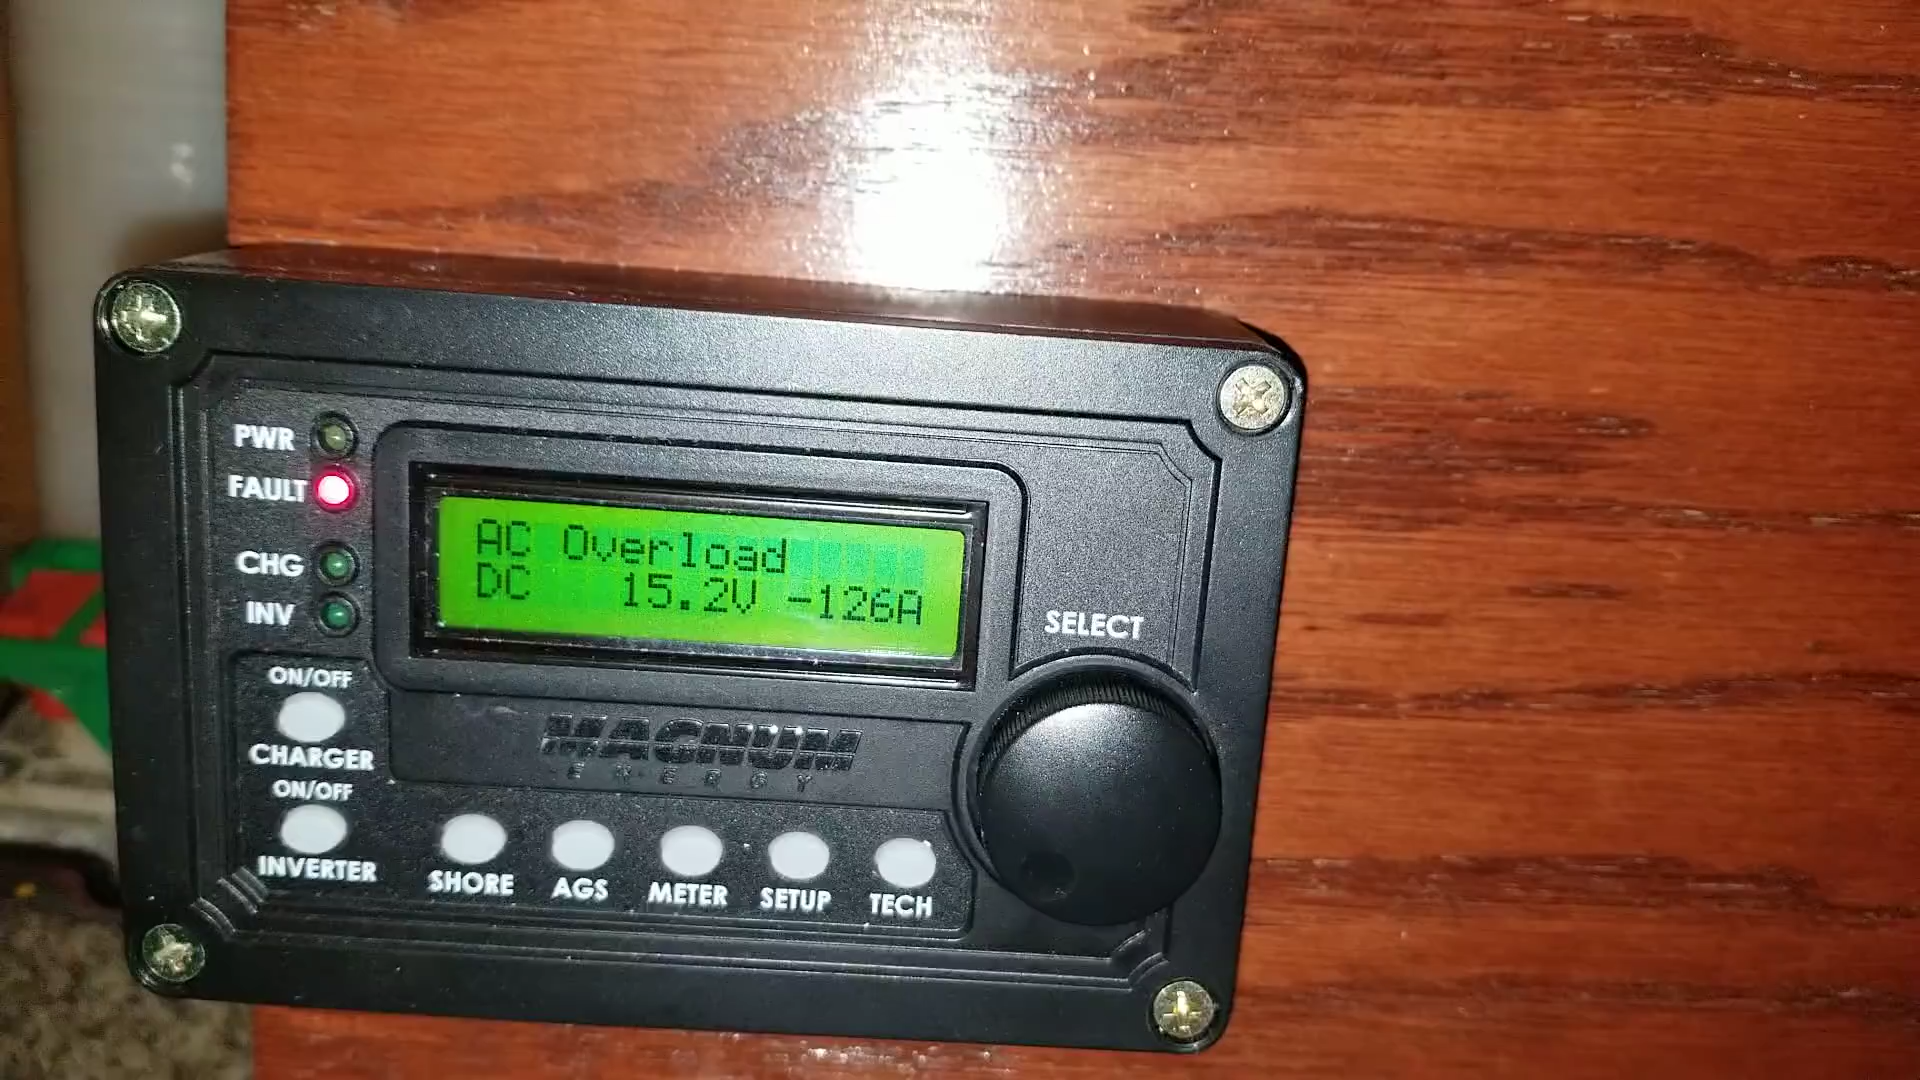 PWR
FAULT
AC Overload
DC 15.2V -126A
CHG
INV
SELECT
ON/OFF
CHARGER
ON/OFF
INVERTER
MAGNUM
ENERGY
SHORE
AGS
METER
SETUP
TECH